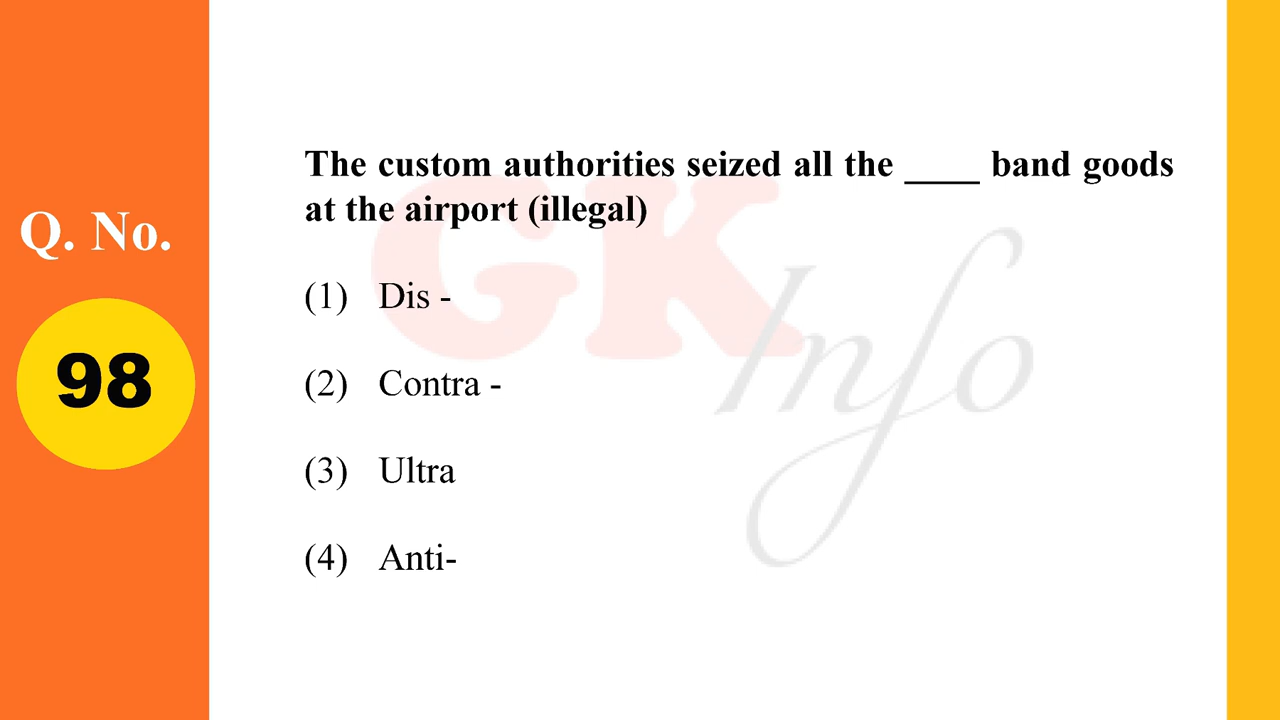 Q. No.
98
The custom authorities seized all the ____ band goods
at the airport (illegal)
(1) Dis -
(2) Contra -
(3) Ultra
(4) Anti-
GK
Info